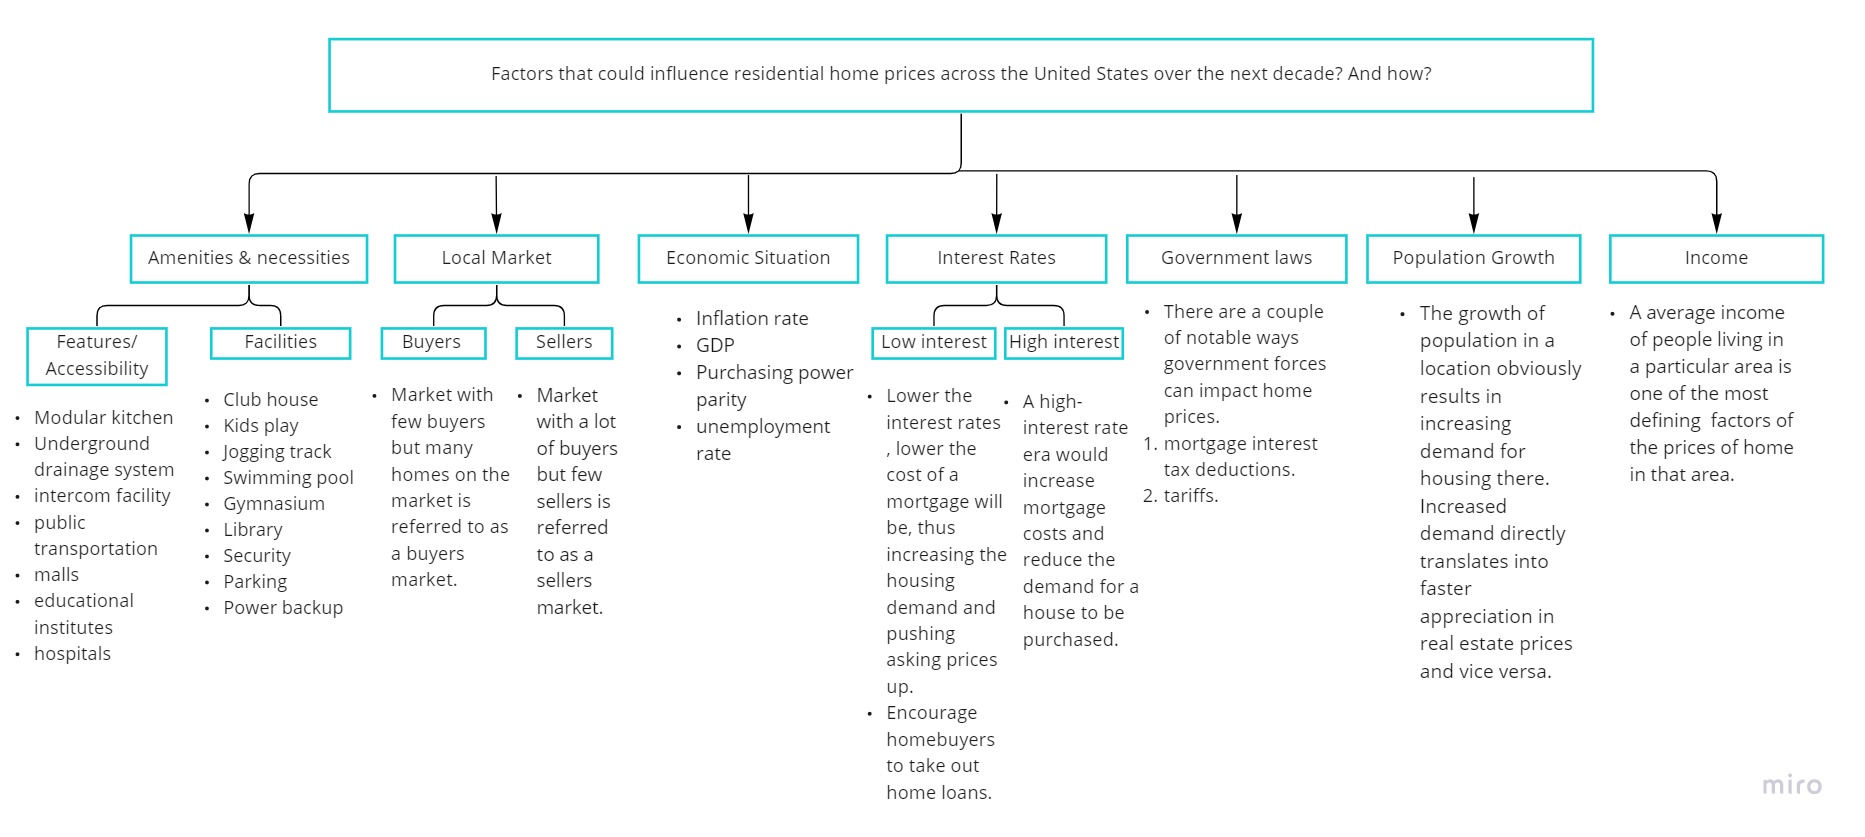 Factors that could influence residential home prices across the United States over the next decade? And how?
Amenities & necessities
Features/
Accessibility
• Modular kitchen
• Underground
drainage system
• intercom facility
• public
transportation
• malls
• educational
institutes
• hospitals
Facilities
• Club house
• Kids play
• Jogging track
• Swimming pool
• Gymnasium
• Library
• Security
• Parking
• Power backup
Local Market
Buyers
• Market with
few buyers
but many
homes on the
market is
referred to as
a buyers
market.
Sellers
• Market
with a lot
of buyers
but few
sellers is
referred
to as a
sellers
market.
Economic Situation
• Inflation rate
• GDP
• Purchasing power
parity
• unemployment
rate
Interest Rates
Low interest
• Lower the
interest rates
, lower the
cost of a
mortgage will
be, thus
increasing the
housing
demand and
pushing
asking prices
up.
• Encourage
homebuyers
to take out
home loans.
High interest
• A high-
interest rate
era would
increase
mortgage
costs and
reduce the
demand for a
house to be
purchased.
Government laws
• There are a couple
of notable ways
government forces
can impact home
prices.
1. mortgage interest
tax deductions.
2. tariffs.
Population Growth
• The growth of
population in a
location obviously
results in
increasing
demand for
housing there.
Increased
demand directly
translates into
faster
appreciation in
real estate prices
and vice versa.
Income
• A average income
of people living in
a particular area is
one of the most
defining  factors of
the prices of home
in that area.
miro